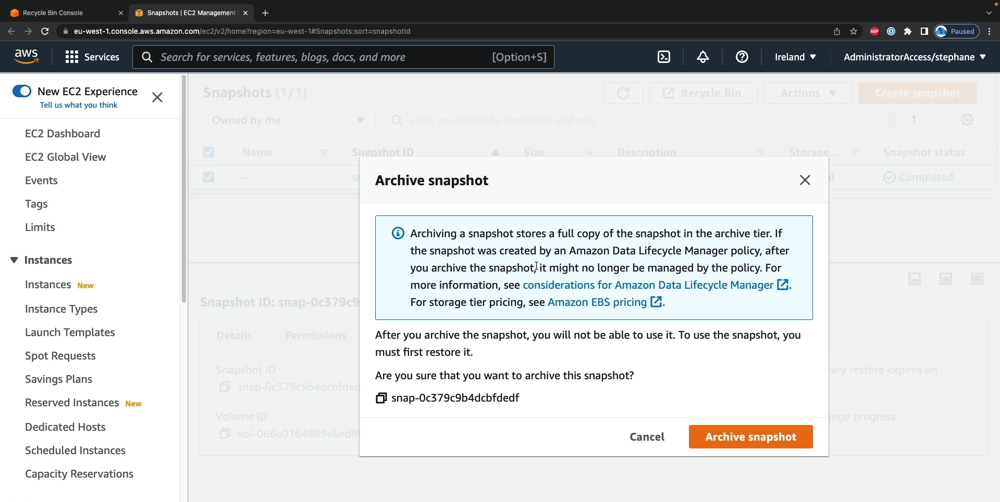 Recycle Bin Console
Snapshots | EC2 Management
eu-west-1.console.aws.amazon.com/ec2/v2/home?region=eu-west-1#Snapshots:sort=snapshotId
ABP
Paused
aws
Services
Search for services, features, blogs, docs, and more
[Option+S]
Ireland
AdministratorAccess/stephane
New EC2 Experience
Tell us what you think
EC2 Dashboard
EC2 Global View
Events
Tags
Limits
Instances
Instances New
Instance Types
Launch Templates
Spot Requests
Savings Plans
Reserved Instances New
Dedicated Hosts
Scheduled Instances
Capacity Reservations
Snapshots (1/1)
Recycle Bin
Actions
Create snapshot
Owned by me
Filter snapshots by attributes and tags
1
Name
Snapshot ID
Size
Description
Storage...
Snapshot status
–
Completed
Archive snapshot
Archiving a snapshot stores a full copy of the snapshot in the archive tier. If
the snapshot was created by an Amazon Data Lifecycle Manager policy, after
you archive the snapshot, it might no longer be managed by the policy. For
more information, see considerations for Amazon Data Lifecycle Manager.
For storage tier pricing, see Amazon EBS pricing.
After you archive the snapshot, you will not be able to use it. To use the snapshot, you
must first restore it.
Are you sure that you want to archive this snapshot?
snap-0c379c9b4dcbfdedf
Cancel
Archive snapshot
Snapshot ID: snap-0c379c9
Details
Permissions
Snapshot ID
snap-0c379c9b4dcbfded
Volume ID
vol-066e0164889e6ed9
rary restore expires on
ange progress